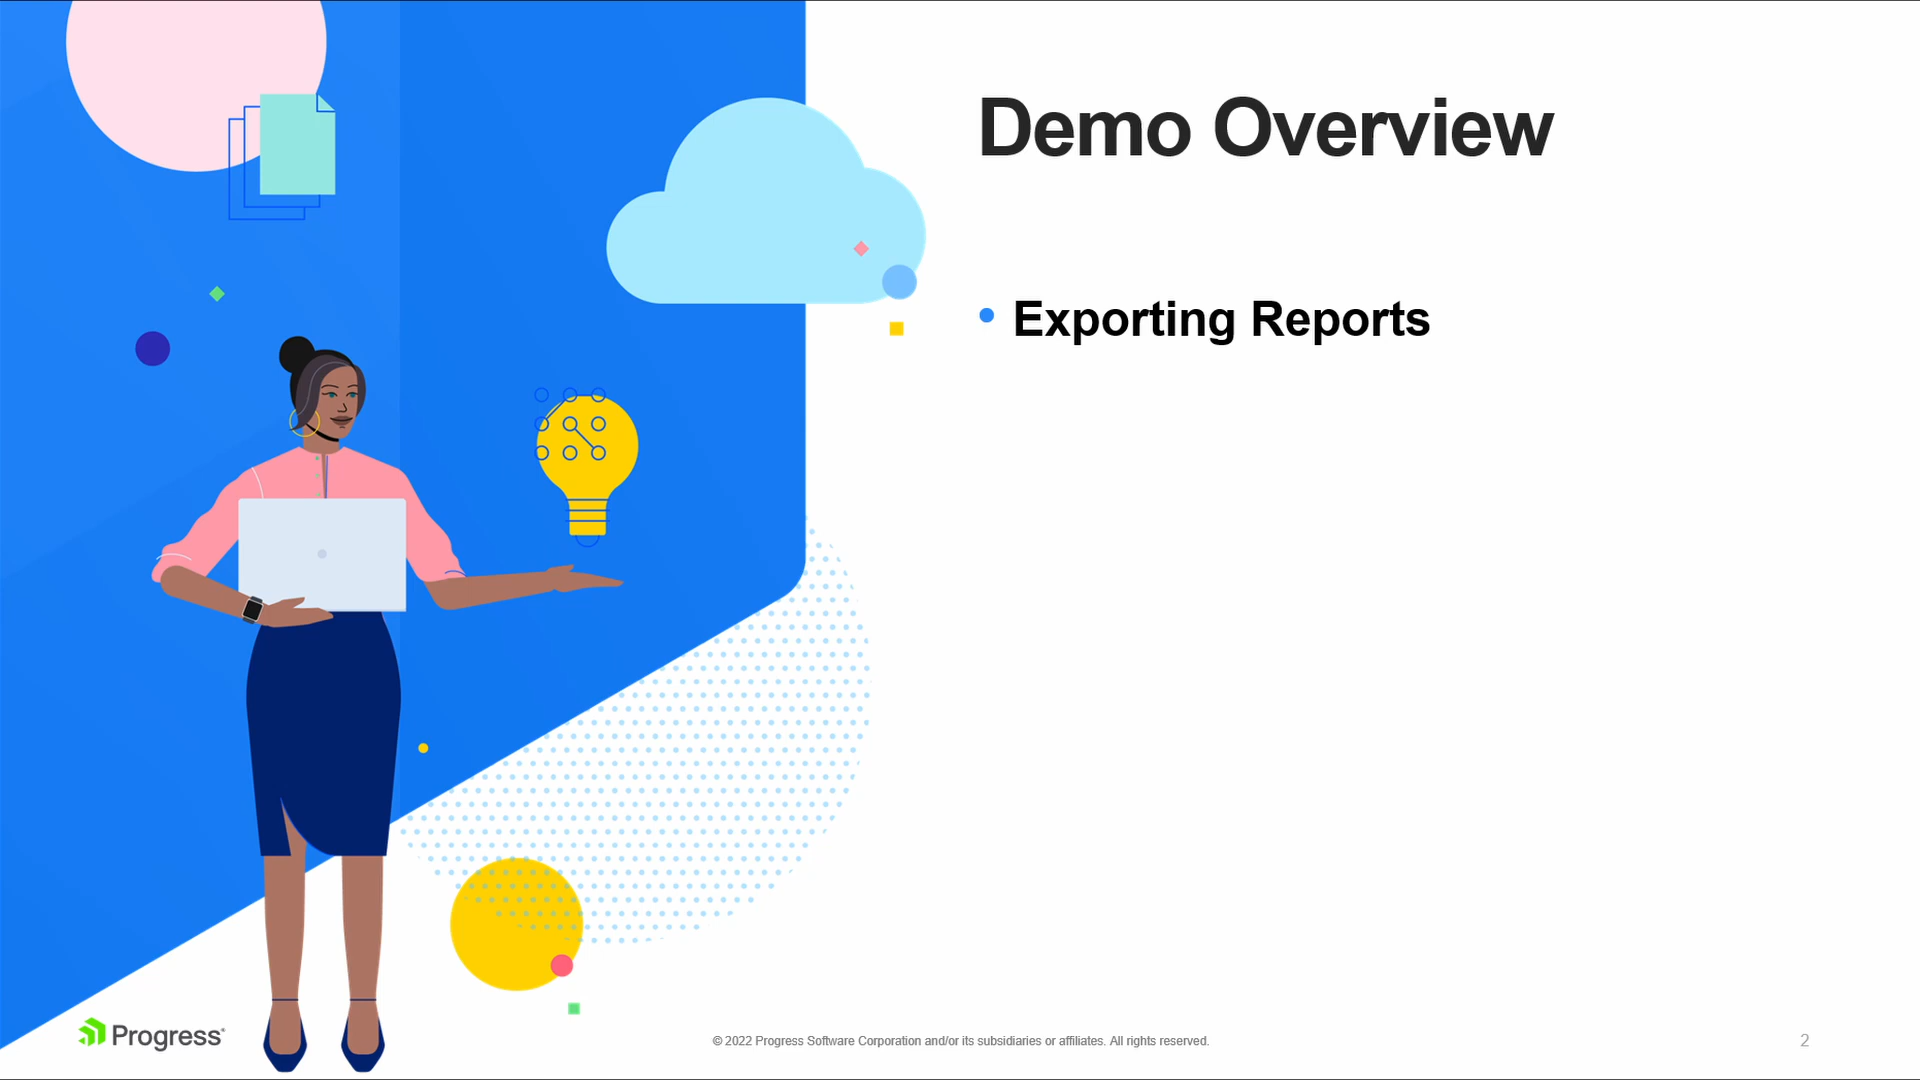 Demo Overview
• Exporting Reports
Progress®
© 2022 Progress Software Corporation and/or its subsidiaries or affiliates. All rights reserved.
2